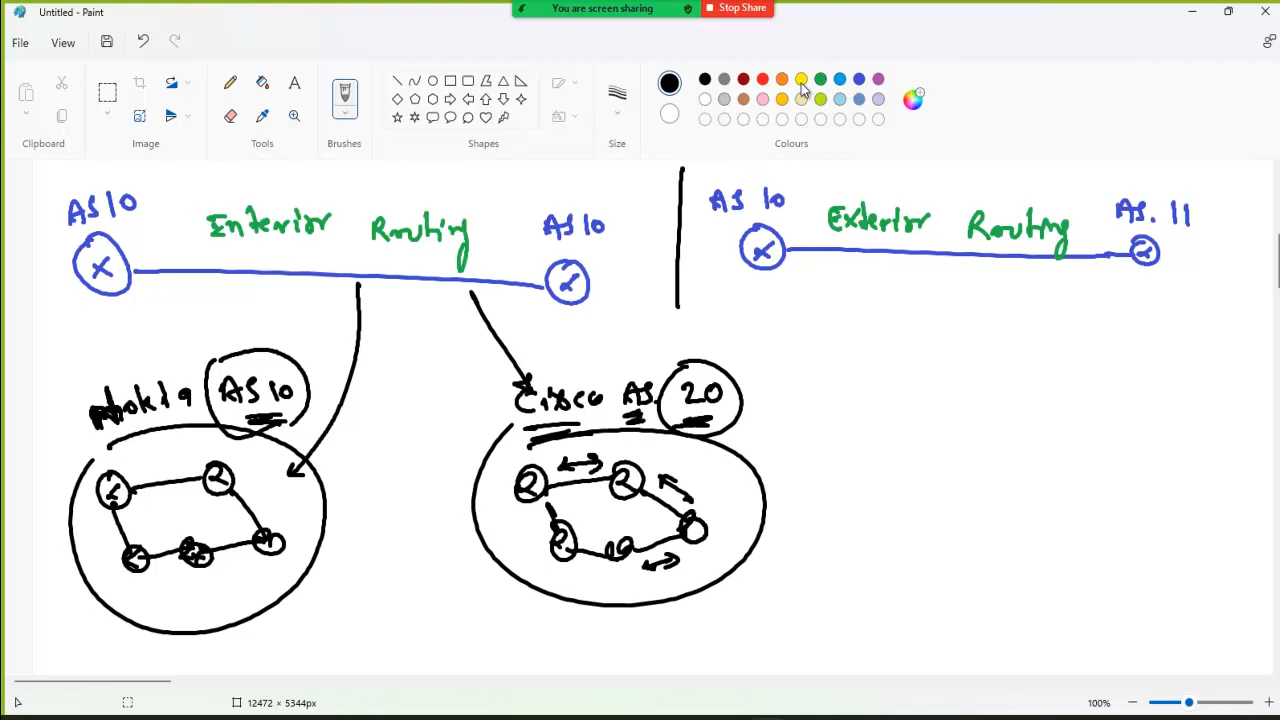 You are screen sharing
Stop Share
Untitled - Paint
File View
Clipboard Image Tools Brushes Shapes Size Colours
AS 10 Enterior Routing AS 10
AS 10 Exterior Routing AS. 11
AS 10
Cisco AS. 20
12472 × 5344px
100%